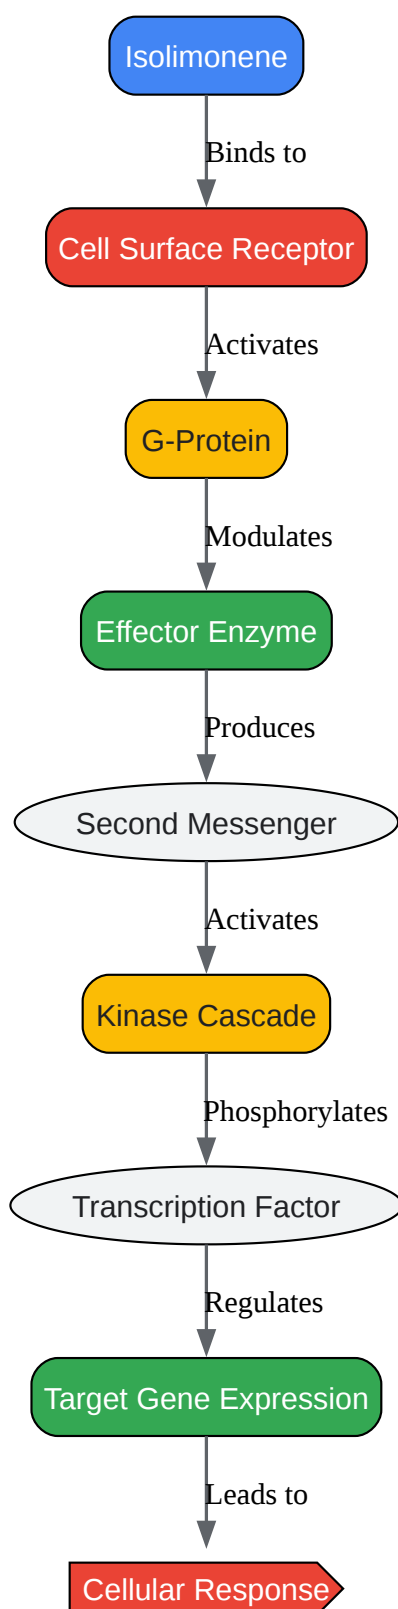 Isolimonene
Binds to
Cell Surface Receptor
Activates
G-Protein
Modulates
Effector Enzyme
Produces
Second Messenger
Activates
Kinase Cascade
Phosphorylates
Transcription Factor
Regulates
Target Gene Expression
Leads to
Cellular Response